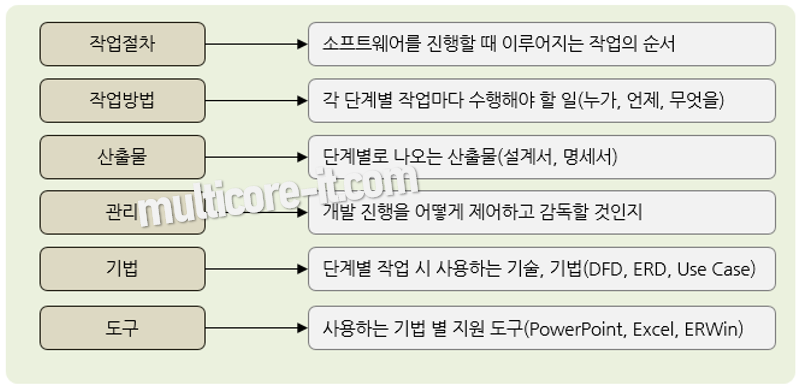 작업절차
소프트웨어를 진행할 때 이루어지는 작업의 순서
작업방법
각 단계별 작업마다 수행해야 할 일(누가, 언제, 무엇을)
산출물
단계별로 나오는 산출물(설계서, 명세서)
multicore-it.com
관리
개발 진행을 어떻게 제어하고 감독할 것인지
기법
단계별 작업 시 사용하는 기술, 기법(DFD, ERD, Use Case)
도구
사용하는 기법 별 지원 도구(PowerPoint, Excel, ERWin)